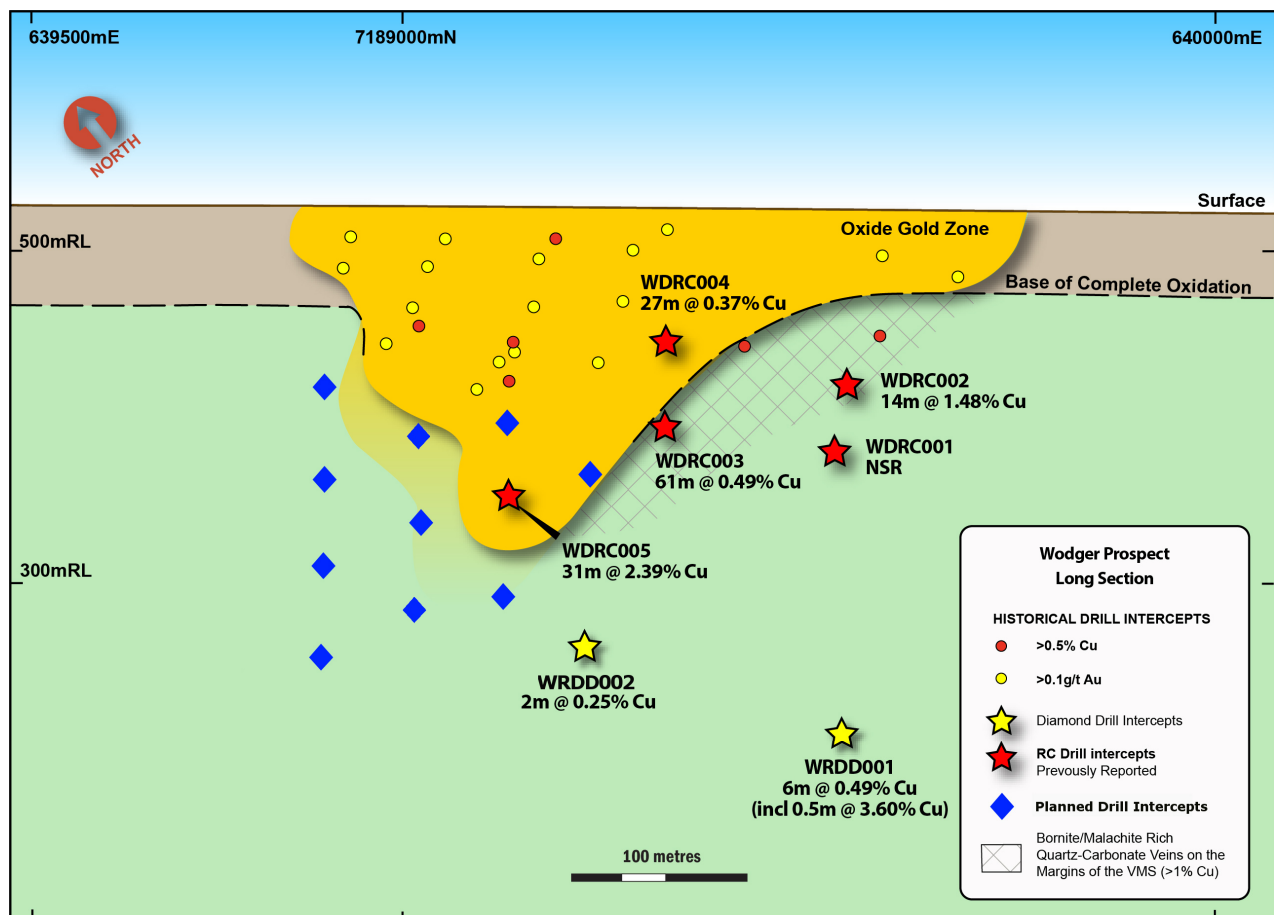 639500mE
7189000mN
640000mE
NORTH
Surface
500mRL
Oxide Gold Zone
Base of Complete Oxidation
WDRC004
27m @ 0.37% Cu
WDRC002
14m @ 1.48% Cu
WDRC001
NSR
WDRC003
61m @ 0.49% Cu
WDRC005
31m @ 2.39% Cu
300mRL
WRDD002
2m @ 0.25% Cu
WRDD001
6m @ 0.49% Cu
(incl 0.5m @ 3.60% Cu)
100 metres
Wodger Prospect
Long Section
HISTORICAL DRILL INTERCEPTS
>0.5% Cu
>0.1g/t Au
Diamond Drill Intercepts
RC Drill intercepts
Prevously Reported
Planned Drill Intercepts
Bornite/Malachite Rich
Quartz-Carbonate Veins on the
Margins of the VMS (>1% Cu)